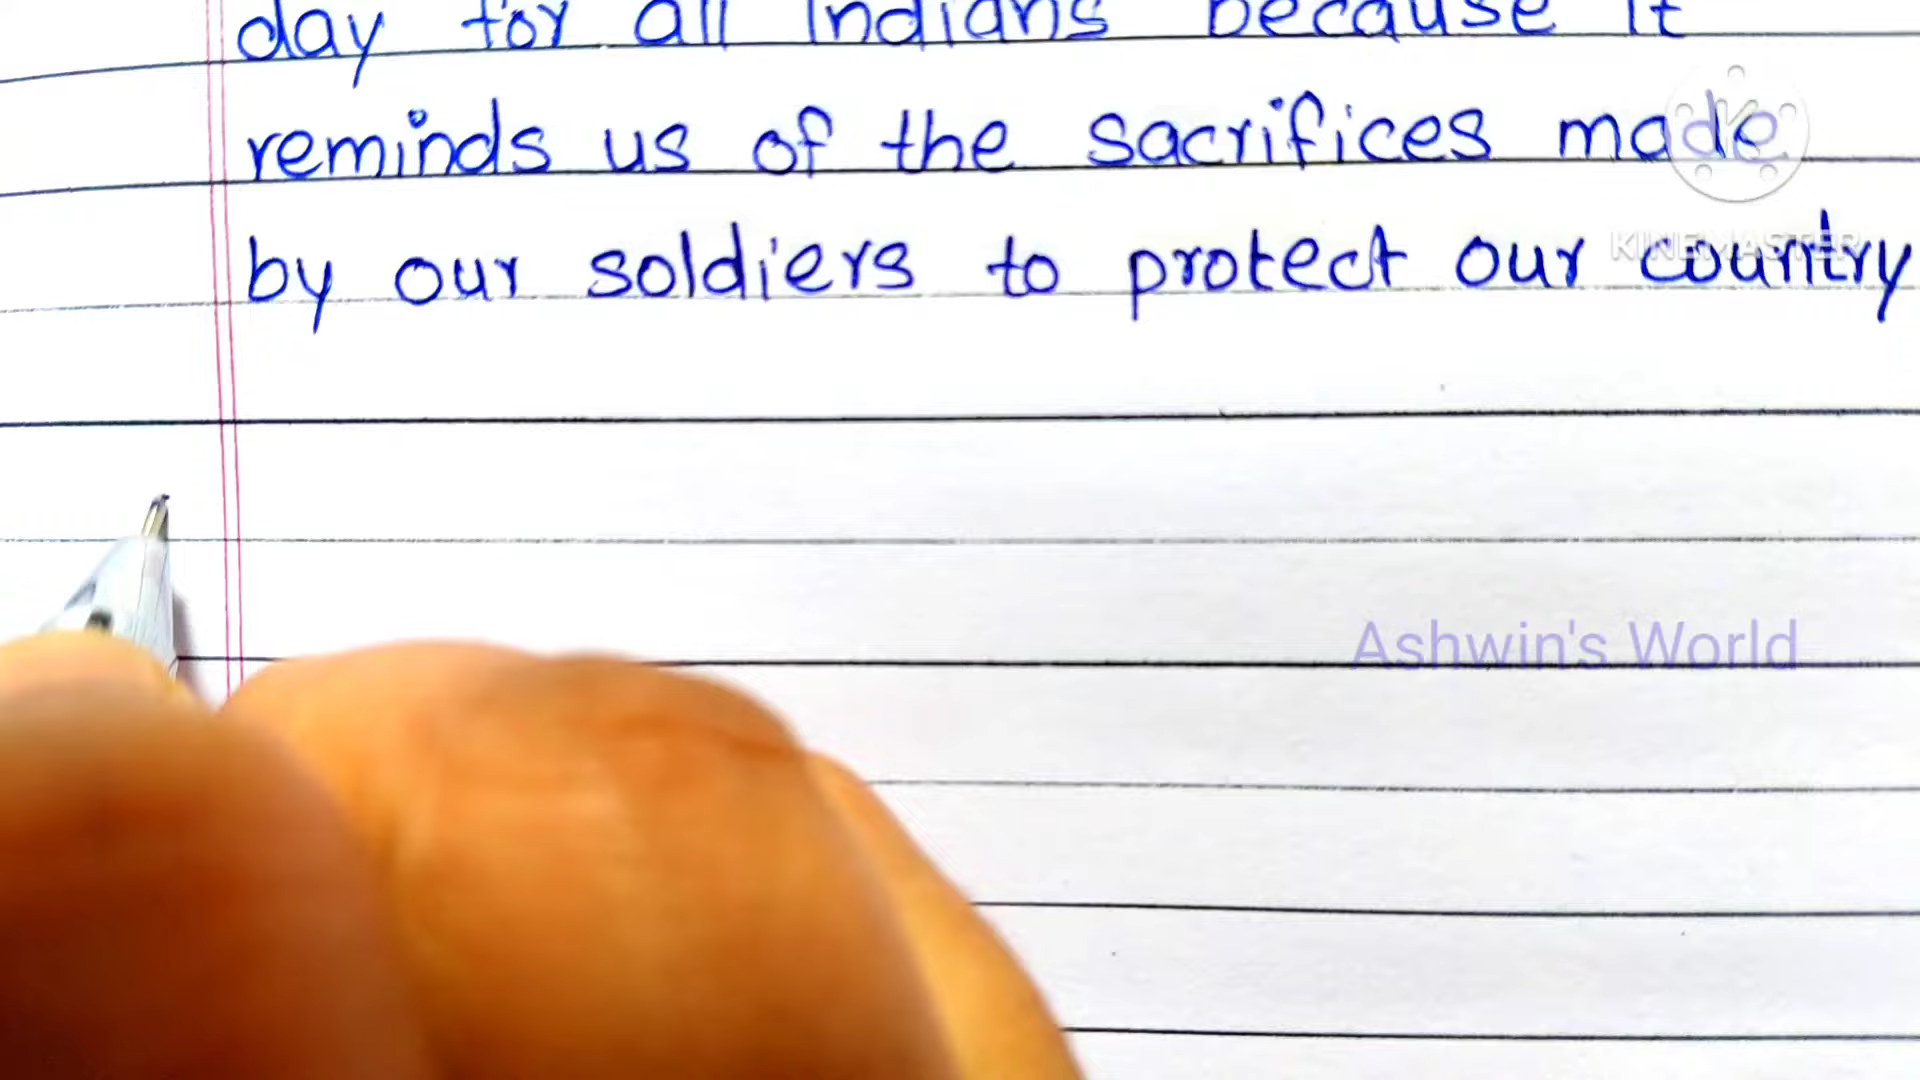 day for all Indians because it
reminds us of the sacrifices made
by our soldiers to protect our country
KINEMASTER
Ashwin's World